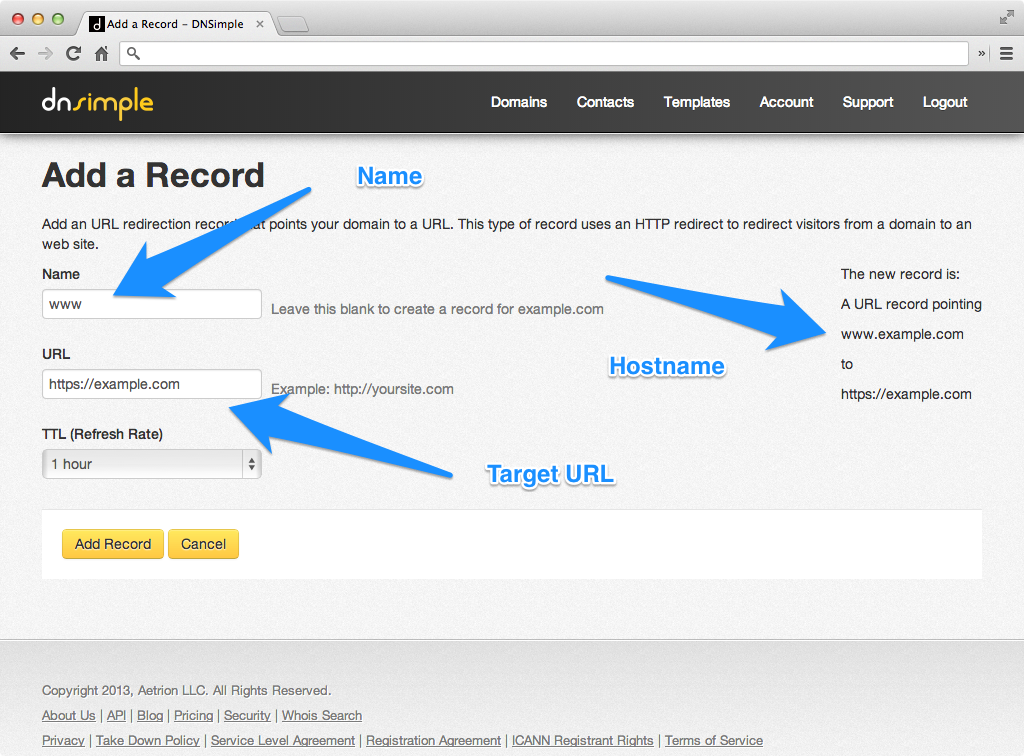 Add a Record – DNSimple
»
dnsimple
Domains Contacts Templates Account Support Logout
Add a Record
Name
Add an URL redirection record that points your domain to a URL. This type of record uses an HTTP redirect to redirect visitors from a domain to an
web site.
Name
The new record is:
www
Leave this blank to create a record for example.com
A URL record pointing
www.example.com
Hostname
URL
to
https://example.com
Example: http://yoursite.com
https://example.com
TTL (Refresh Rate)
1 hour
Target URL
Add Record Cancel
Copyright 2013, Aetrion LLC. All Rights Reserved.
About Us | API | Blog | Pricing | Security | Whois Search
Privacy | Take Down Policy | Service Level Agreement | Registration Agreement | ICANN Registrant Rights | Terms of Service